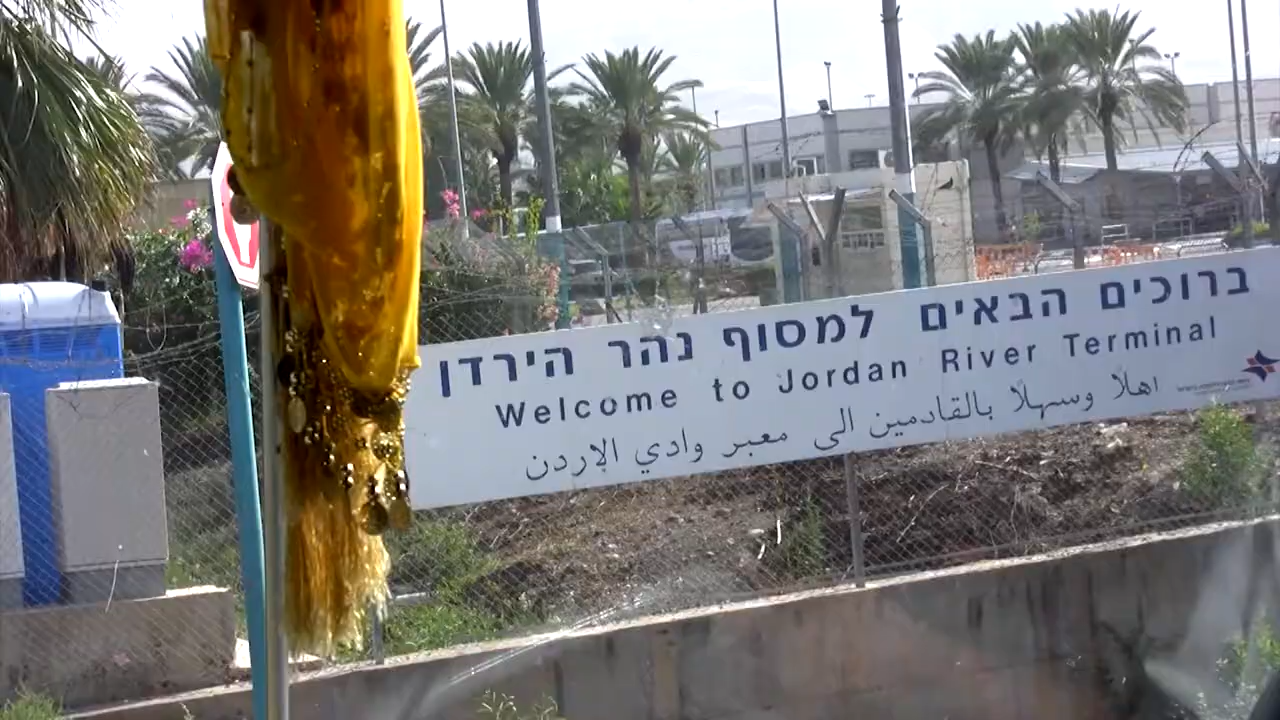 ברוכים הבאים למסוף נהר הירדן
Welcome to Jordan River Terminal
اهلا وسهلا بالقادمين الى معبر وادي الاردن